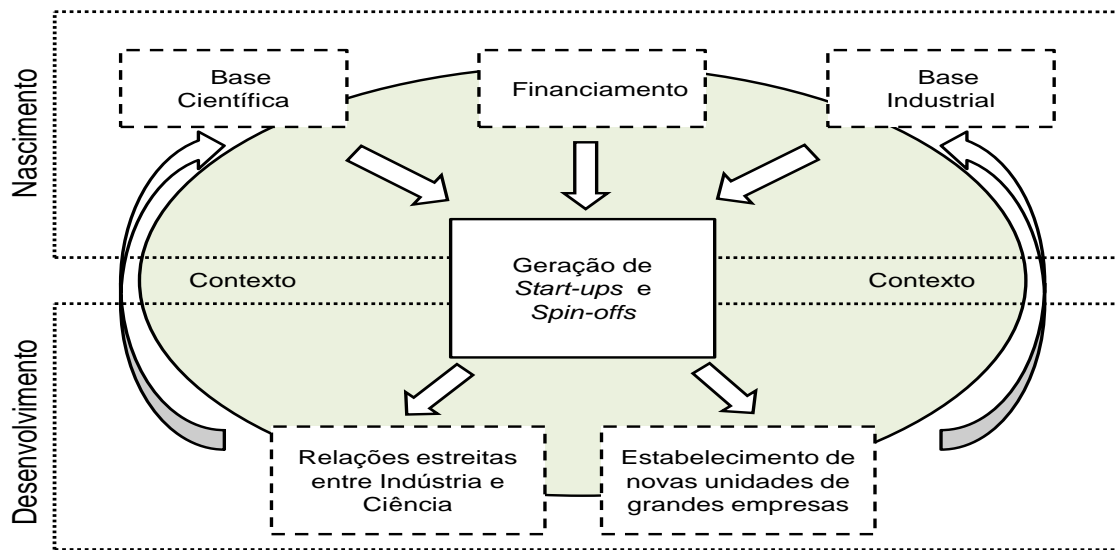 Nascimento
Base
Científica
Financiamento
Base
Industrial
Contexto
Geração de
Start-ups e
Spin-offs
Contexto
Desenvolvimento
Relações estreitas
entre Indústria e
Ciência
Estabelecimento de
novas unidades de
grandes empresas